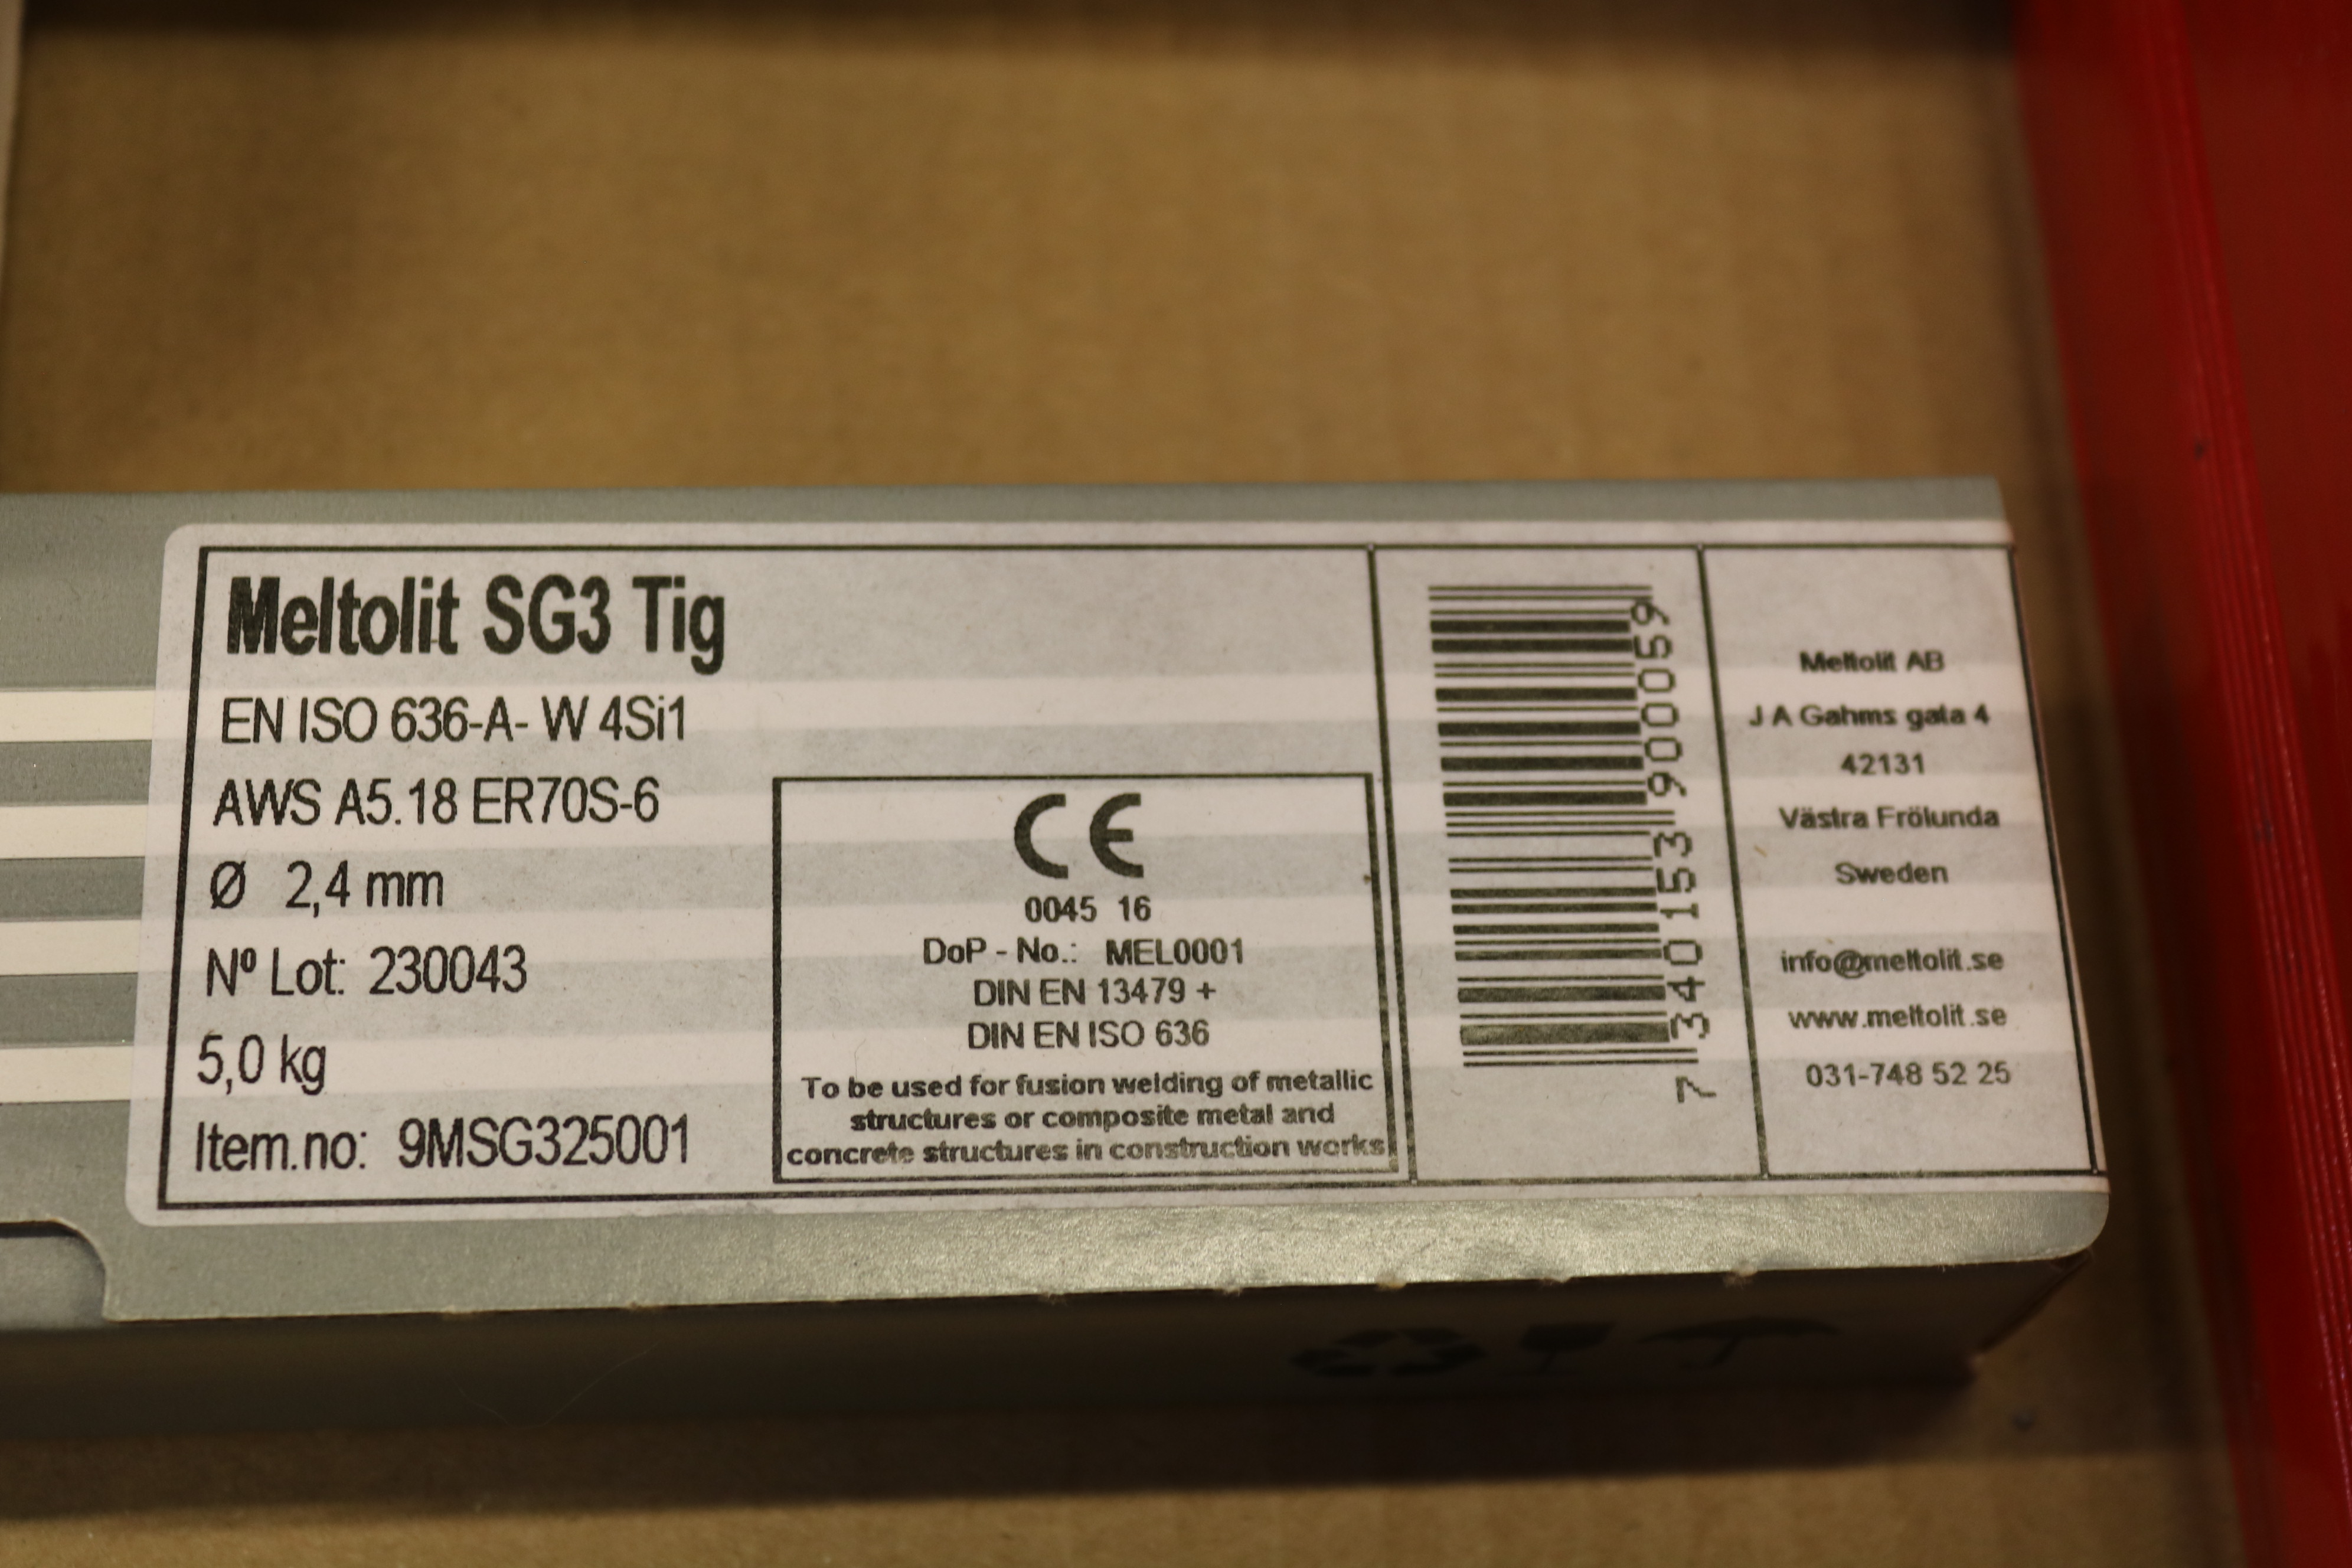 Meltolit SG3 Tig
EN ISO 636-A- W 4Si1
AWS A5.18 ER70S-6
Ø 2,4 mm
Nº Lot: 230043
5,0 kg
Item.no: 9MSG325001
CE
0045 16
DoP - No.: MEL0001
DIN EN 13479 +
DIN EN ISO 636
To be used for fusion welding of metallic
structures or composite metal and
concrete structures in construction works
7 340153 900059
Meltolit AB
J A Gahms gata 4
42131
Västra Frölunda
Sweden
info@meltolit.se
www.meltolit.se
031-748 52 25